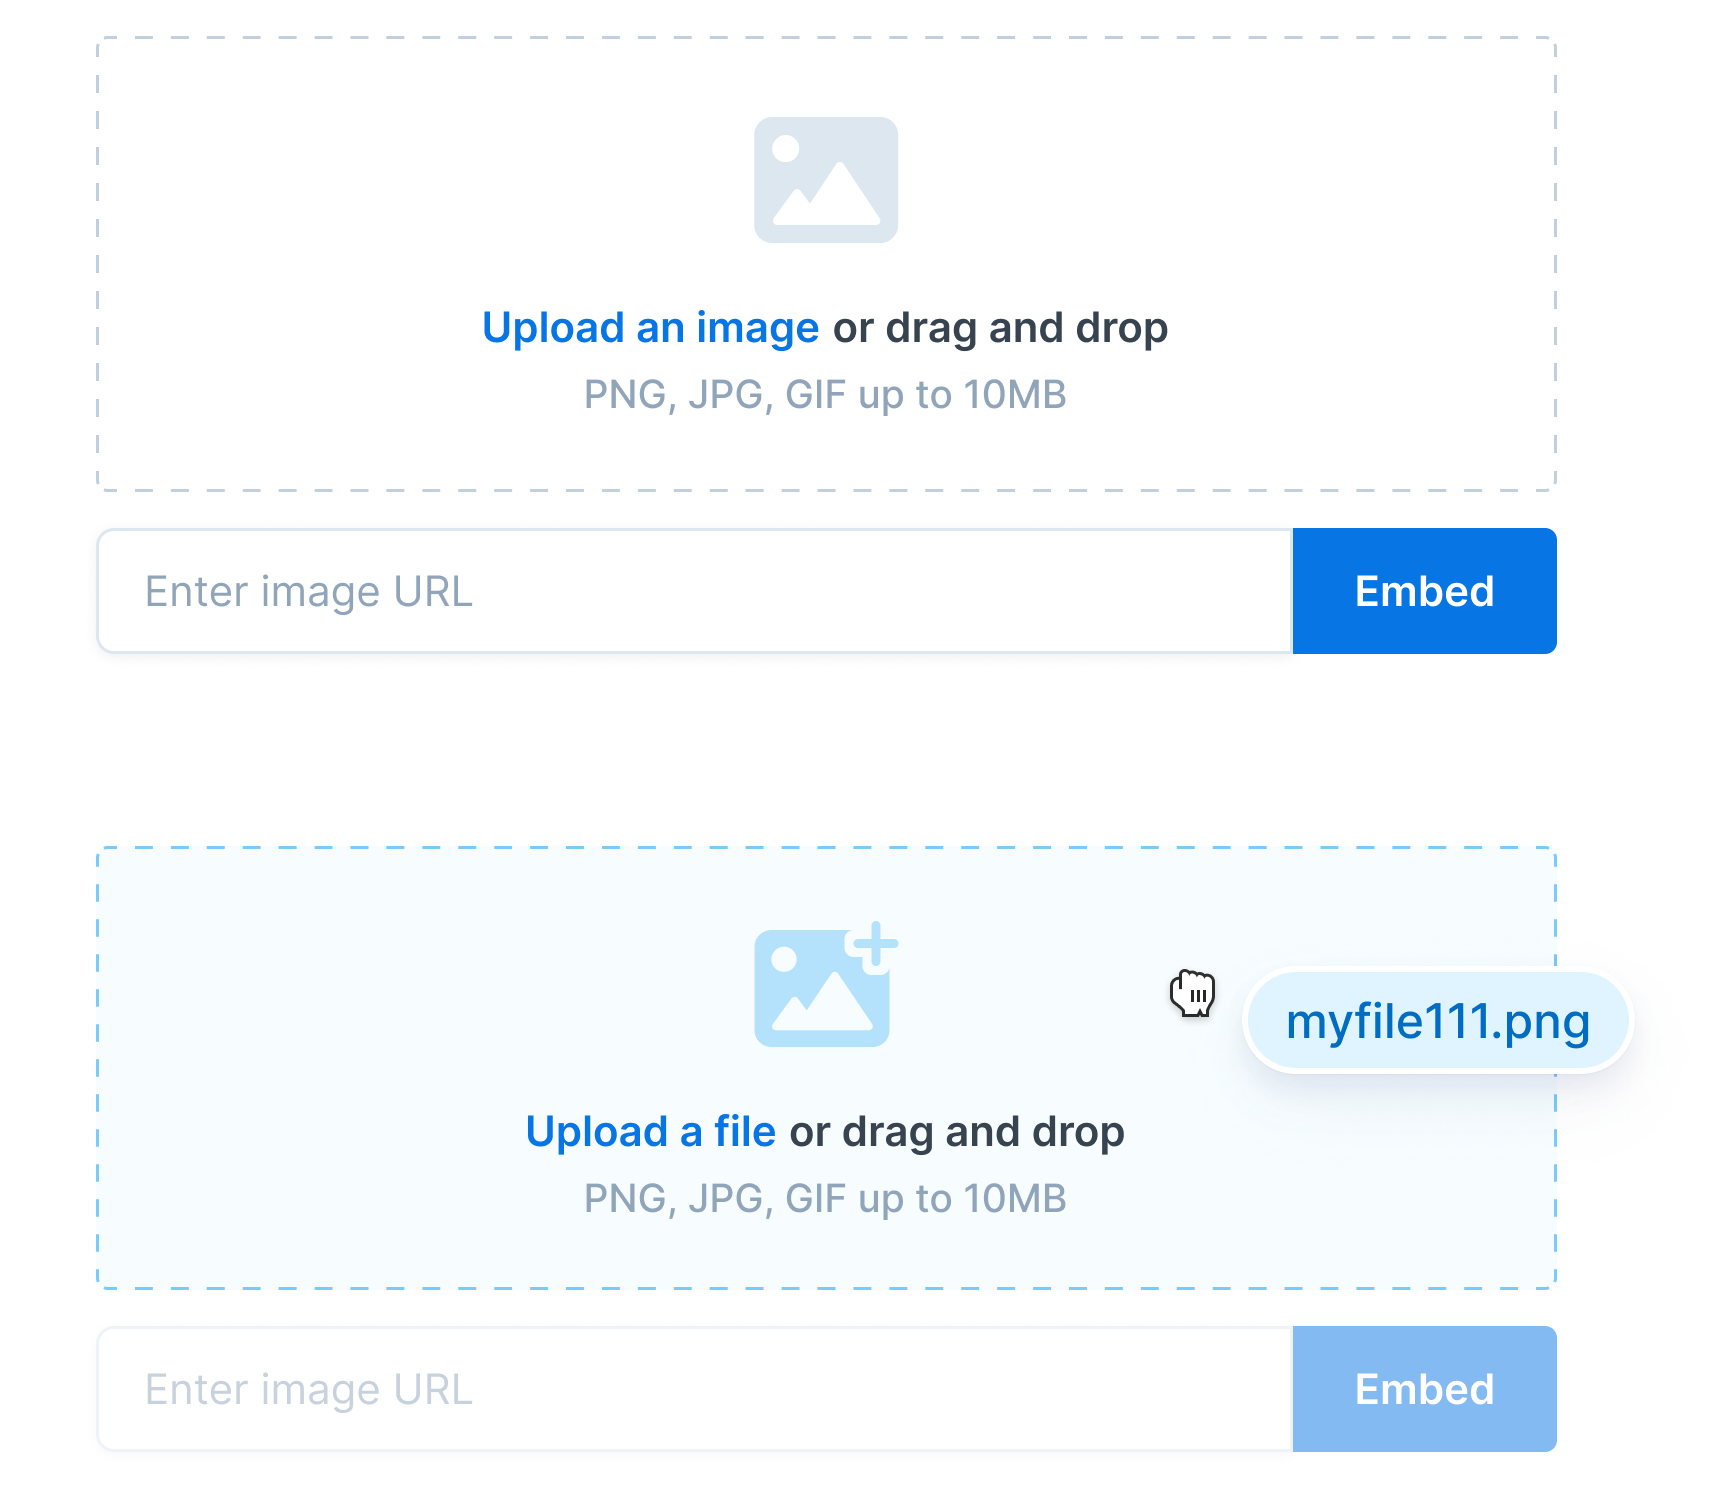 Upload an image or drag and drop
PNG, JPG, GIF up to 10MB
Enter image URL
Embed
myfile111.png
Upload a file or drag and drop
PNG, JPG, GIF up to 10MB
Enter image URL
Embed